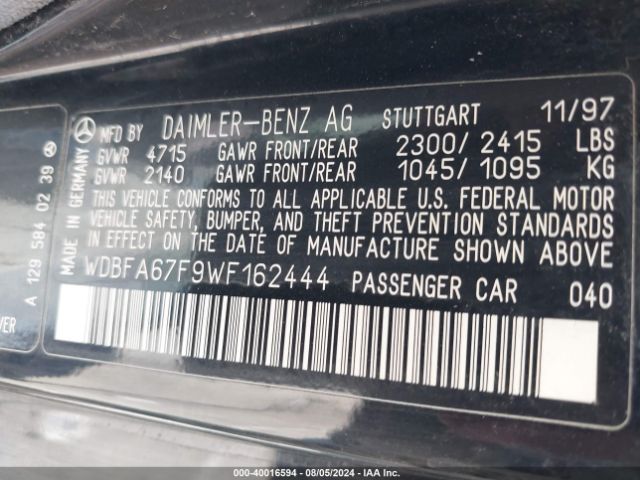 MFD BY DAIMLER-BENZ AG STUTTGART 11/97
GVWR 4715 GAWR FRONT/REAR 2300/ 2415 LBS
GVWR 2140 GAWR FRONT/REAR 1045/ 1095 KG
THIS VEHICLE CONFORMS TO ALL APPLICABLE U.S. FEDERAL MOTOR
VEHICLE SAFETY, BUMPER, AND THEFT PREVENTION STANDARDS
IN EFFECT ON THE DATE OF MANUFACTURE SHOWN ABOVE
WDBFA67F9WF162444 PASSENGER CAR 040
MADE IN GERMANY
A 129 584 02 39
VER
000-40016594 - 08/05/2024 - IAA Inc.